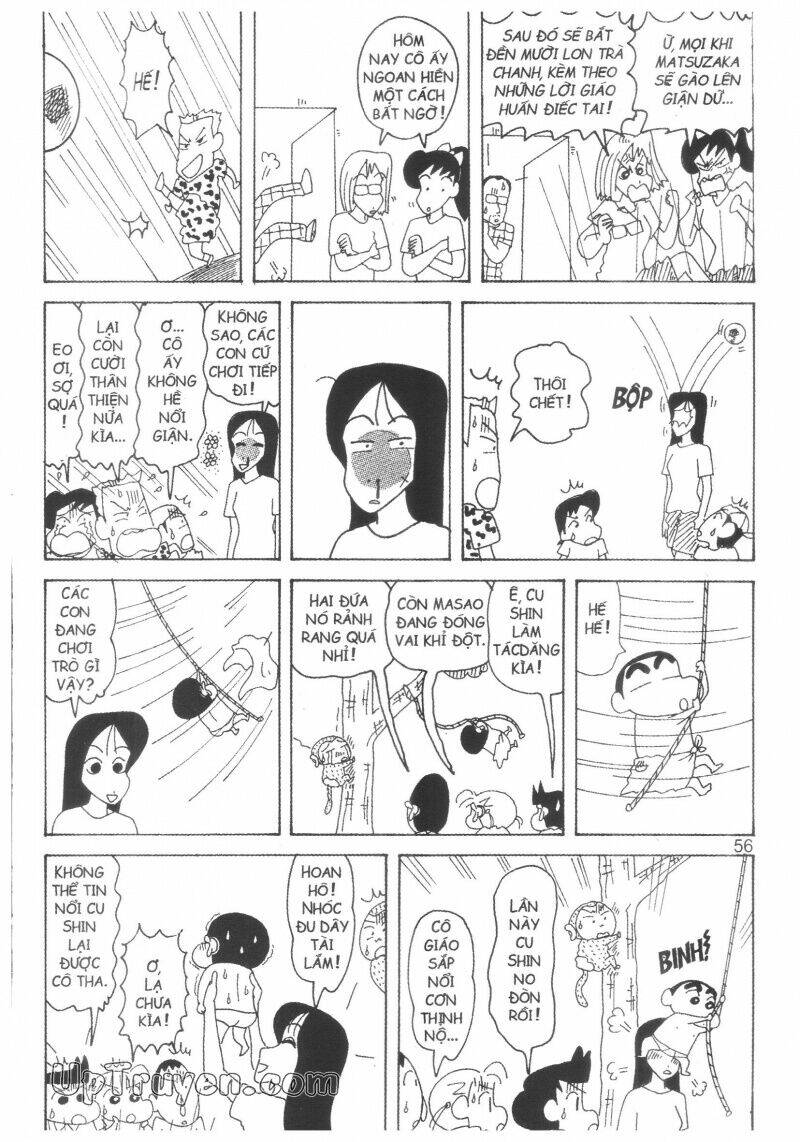 Ừ, MỌI KHI
MATSUZAKA
SẼ GÀO LÊN
GIẬN DỮ...
SAU ĐÓ SẼ BẮT
ĐỀN MƯỜI LON TRÀ
CHANH, KÈM THEO
NHỮNG LỜI GIÁO
HUẤN ĐIẾC TAI!
HÔM
NAY CÔ ẤY
NGOAN HIỀN
MỘT CÁCH
BẤT NGỜ!
HẾ!
BỘP
THÔI
CHẾT!
KHÔNG
SAO, CÁC
CON CỨ
CHƠI TIẾP
ĐI!
Ơ...
CÔ
ẤY
KHÔNG
HỀ
NỔI
GIẬN.
LẠI
CÒN
CƯỜI
THÂN
THIỆN
NỮA
KÌA...
EO
ƠI,
SỢ
QUÁ
!
HẾ
HẾ!
Ê, CU
SHIN
LÀM
TÁCDĂNG
KÌA!
CÒN MASAO
ĐANG ĐÓNG
VAI KHỈ ĐỘT.
HAI ĐỨA
NÓ RẢNH
RANG QUÁ
NHỈ!
CÁC
CON
ĐANG
CHƠI
TRÒ GÌ
VẬY?
56
BINH!
LẦN
NÀY
CU
SHIN
NO
ĐÒN
RỒI!
CÔ
GIÁO
SẮP
NỔI
CƠN
THỊNH
NỘ...
HOAN
HÔ!
NHÓC
ĐU DÂY
TÀI
LẮM!
Ơ,
LẠ
CHƯA
KÌA!
KHÔNG
THỂ TIN
NỔI CU
SHIN
LẠI
ĐƯỢC
CÔ THA.
UpTruyen.com